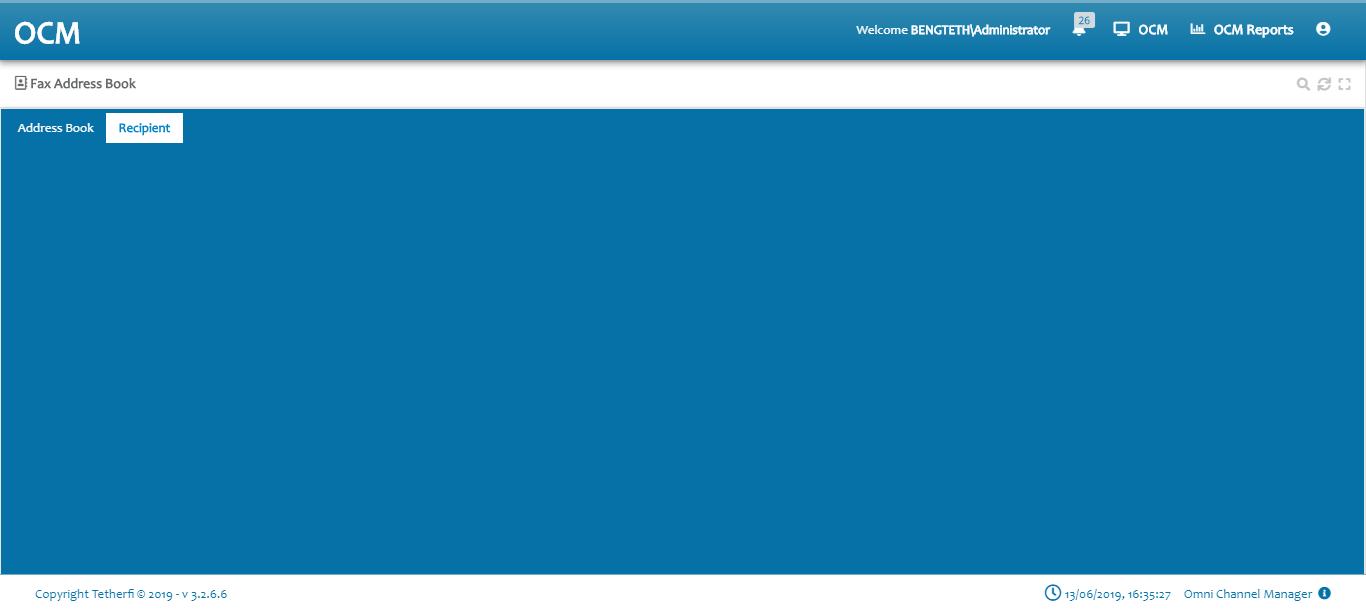 OCM
Welcome BENGTETH\Administrator
26
OCM
OCM Reports
Fax Address Book
Address Book
Recipient
Copyright Tetherfi © 2019 - v 3.2.6.6
13/06/2019, 16:35:27
Omni Channel Manager